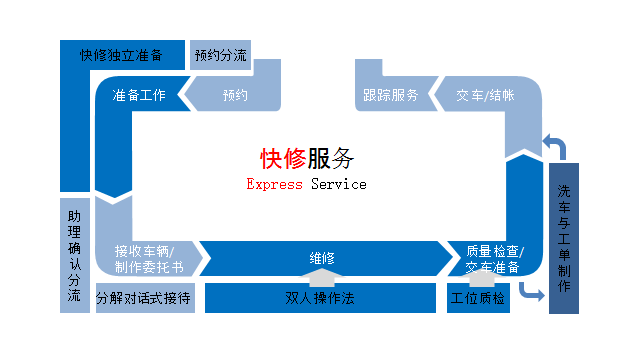 快修独立准备
预约分流
准备工作
预约
跟踪服务
交车/结帐
快修服务
Express Service
助理确认分流
洗车与工单制作
接收车辆/
制作委托书
维修
质量检查/
交车准备
分解对话式接待
双人操作法
工位质检